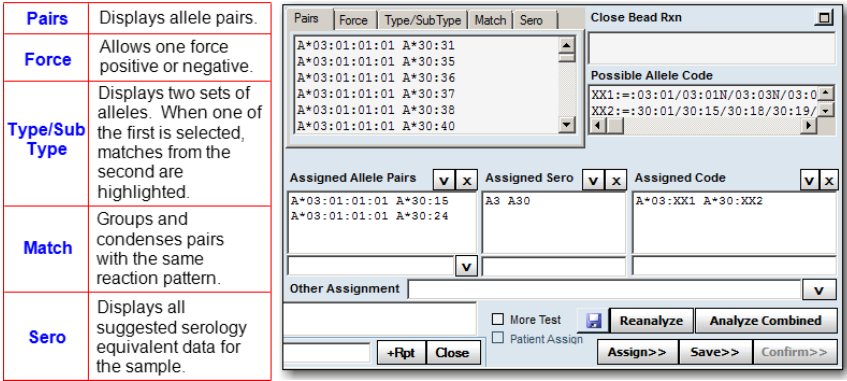 Pairs
Displays allele pairs.
Force
Allows one force
positive or negative.
Type/Sub
Type
Displays two sets of
alleles. When one of
the first is selected,
matches from the
second are
highlighted.
Match
Groups and
condenses pairs
with the same
reaction pattern.
Sero
Displays all
suggested serology
equivalent data for
the sample.
Pairs Force Type/SubType Match Sero
A*03:01:01:01 A*30:31
A*03:01:01:01 A*30:35
A*03:01:01:01 A*30:36
A*03:01:01:01 A*30:37
A*03:01:01:01 A*30:38
A*03:01:01:01 A*30:40
Close Bead Rxn
Possible Allele Code
XX1:=:03:01/03:01N/03:03N/03:0
XX2:=:30:01/30:15/30:18/30:19/
Assigned Allele Pairs v x
A*03:01:01:01 A*30:15
A*03:01:01:01 A*30:24
v
Assigned Sero v x
A3 A30
Assigned Code v x
A*03:XX1 A*30:XX2
Other Assignment v
More Test Reanalyze Analyze Combined
Patient Assign
+Rpt Close Assign>> Save>> Confirm>>